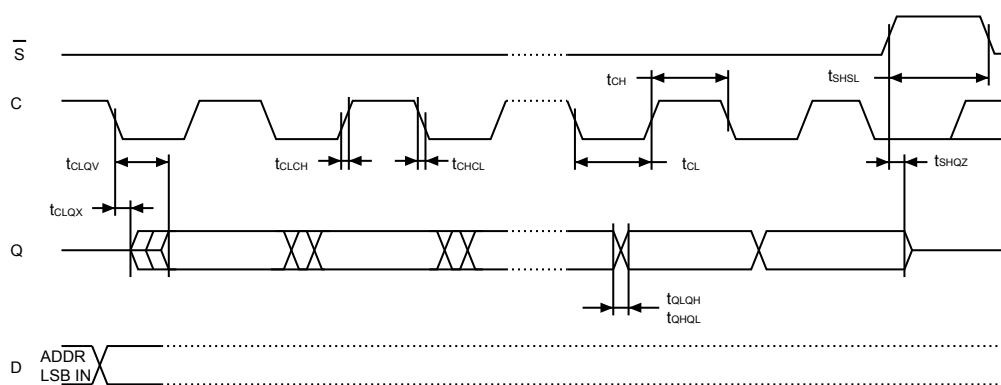 S
tCH
tSHSL
C
tCLQV
tCLCH
tCHCL
tCL
tSHQZ
tCLQX
Q
tQLQH
tQHQL
D
ADDR
LSB IN